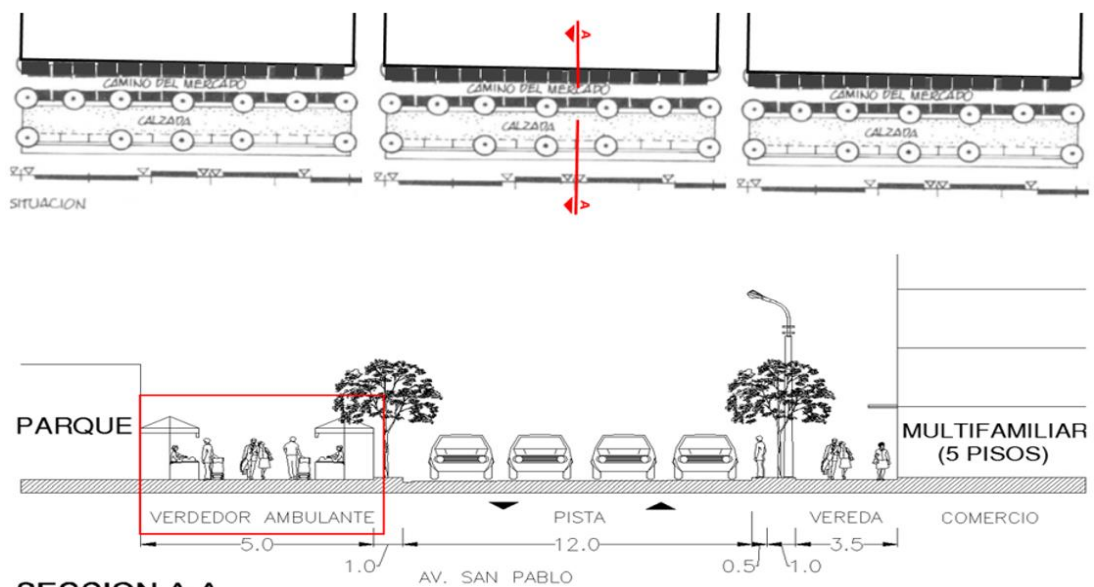 A
CAMINO DEL MERCADO
CAMINO DEL MERCADO
CAMINO DEL MERCADO
CALZADA
CALZADA
CALZADA
A
SITUACION
PARQUE
MULTIFAMILIAR
(5 PISOS)
VERDEDOR AMBULANTE
PISTA
VEREDA
COMERCIO
5.0
12.0
3.5
1.0
0.5
1.0
AV. SAN PABLO
SECCION A-A